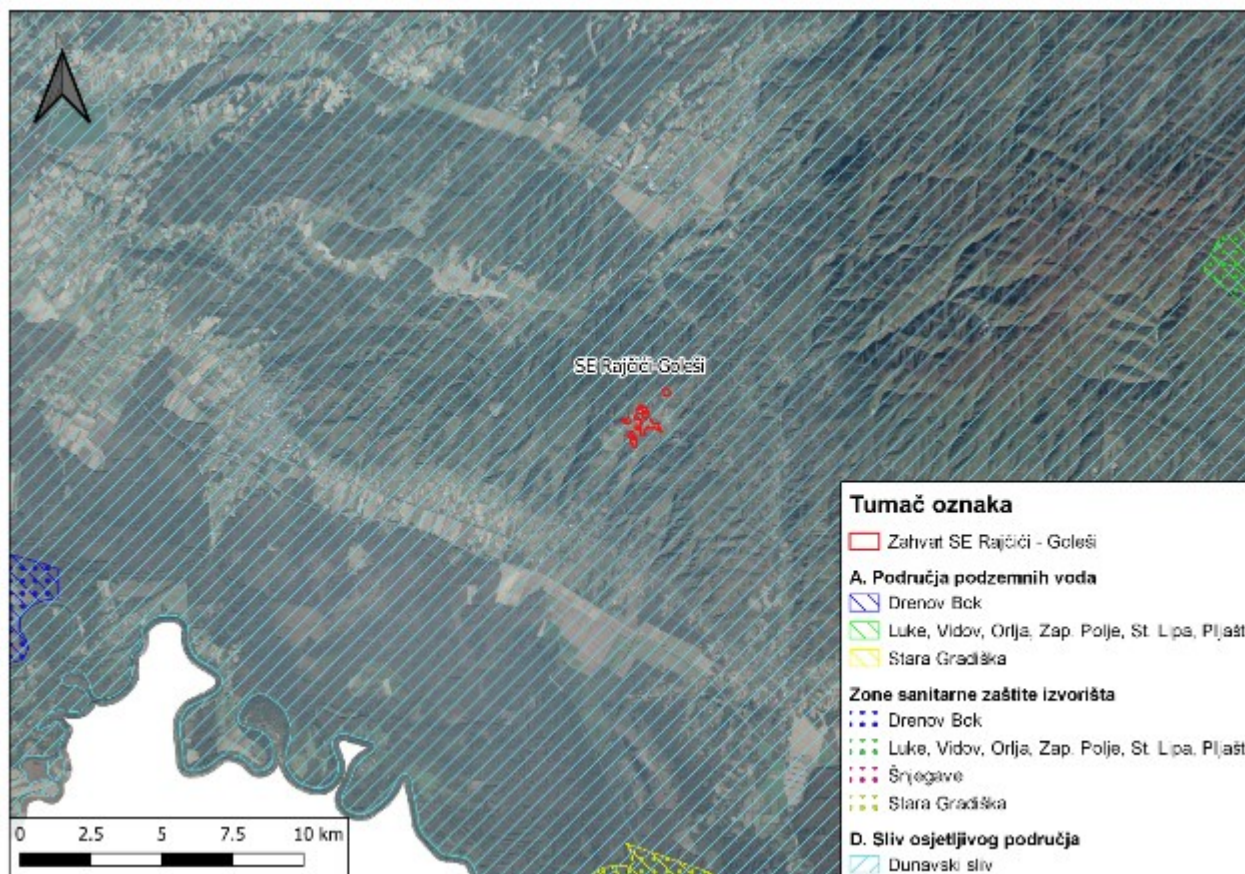 SE Rajčići-Goleši
Tumač oznaka
Zahvat SE Rajčići - Goleši
A. Područja podzemnih voda
Drenov Bok
Luke, Vidov, Orlja, Zap. Polje, St. Lipa, Pljašt
Stara Gradiška
Zone sanitarne zaštite izvorišta
Drenov Bok
Luke, Vidov, Orlja, Zap. Polje, St. Lipa, Pljašt
Šnjegave
Stara Gradiška
D. Sliv osjetljivog područja
Dunavski sliv
0 2.5 5 7.5 10 km